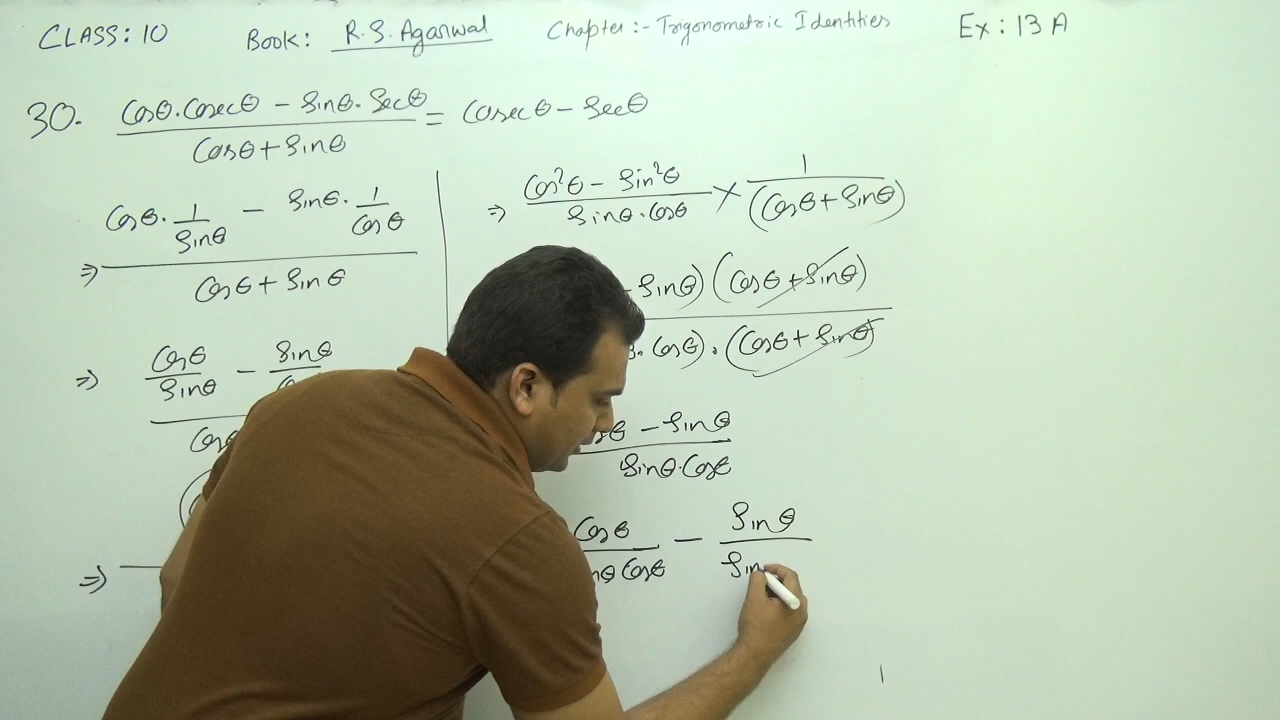 CLASS: 10 Book: R.S. Agarwal Chapter :- Trigonometric Identities Ex: 13 A
30. (Cosθ.Cosecθ - Sinθ.Secθ) / (Cosθ + Sinθ) = Cosecθ - Secθ
⇒ (Cosθ. 1/Sinθ - Sinθ. 1/Cosθ) / (Cosθ + Sinθ)
⇒ Cosθ/Sinθ - Sinθ
⇒
⇒ (Cos²θ - Sin²θ) / (Sinθ.Cosθ) × 1 / (Cosθ + Sinθ)
- Sinθ) (Cosθ + Sinθ)
. Cosθ) . (Cosθ + Sinθ)
- Sinθ
Sinθ.Cosθ
Cosθ - Sinθ
Cosθ Sin